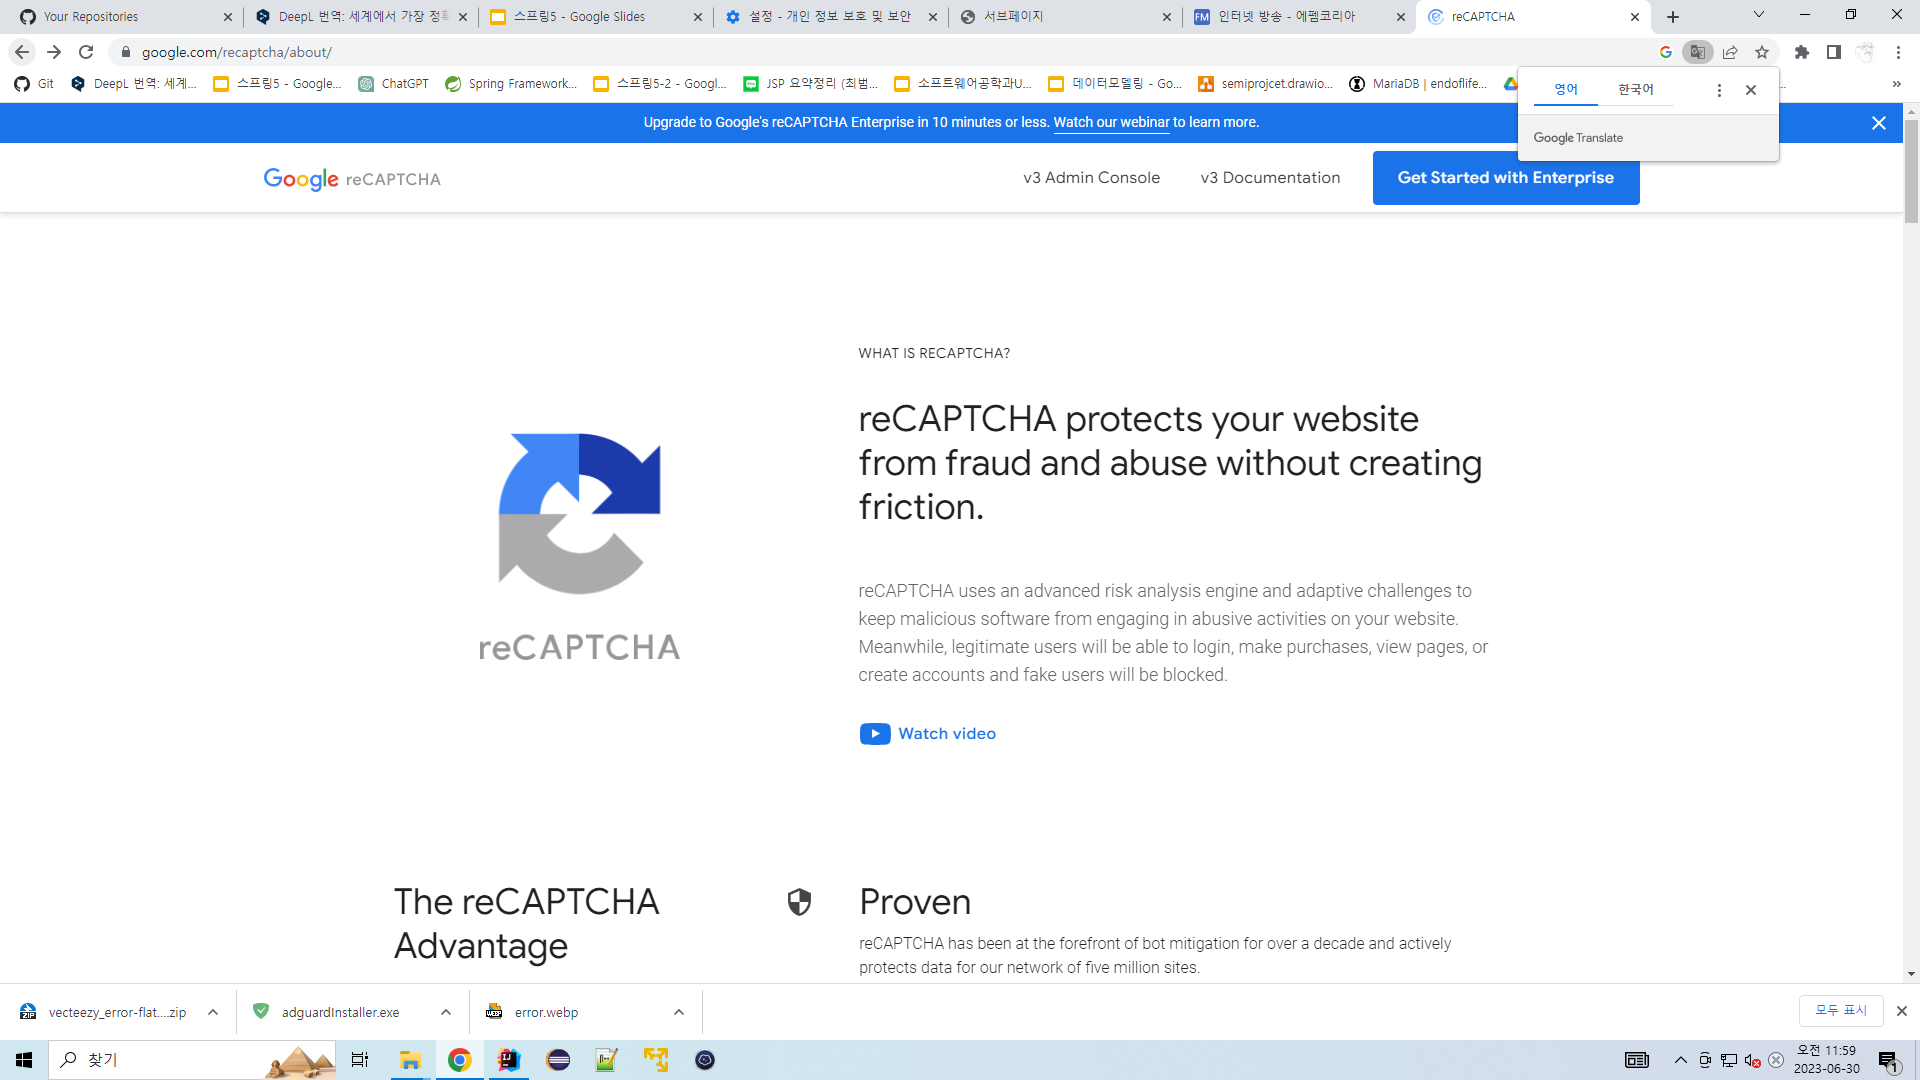 Your Repositories
DeepL 번역: 세계에서 가장 정확
스프링5 - Google Slides
설정 - 개인 정보 보호 및 보안
서브페이지
FM 인터넷 방송 - 에펨코리아
reCAPTCHA
google.com/recaptcha/about/
Git
DeepL 번역: 세계...
스프링5 - Google...
ChatGPT
Spring Framework...
스프링5-2 - Googl...
JSP 요약정리 (최범...
소프트웨어공학과U...
데이터모델링 - Go...
semiprojcet.drawio...
MariaDB | endoflife...
영어
한국어
Google Translate
Upgrade to Google's reCAPTCHA Enterprise in 10 minutes or less. Watch our webinar to learn more.
Google reCAPTCHA
v3 Admin Console
v3 Documentation
Get Started with Enterprise
WHAT IS RECAPTCHA?
reCAPTCHA protects your website
from fraud and abuse without creating
friction.
reCAPTCHA
reCAPTCHA uses an advanced risk analysis engine and adaptive challenges to
keep malicious software from engaging in abusive activities on your website.
Meanwhile, legitimate users will be able to login, make purchases, view pages, or
create accounts and fake users will be blocked.
Watch video
The reCAPTCHA
Advantage
Proven
reCAPTCHA has been at the forefront of bot mitigation for over a decade and actively
protects data for our network of five million sites.
vecteezy_error-flat....zip
adguardInstaller.exe
error.webp
모두 표시
찾기
오전 11:59
2023-06-30
1